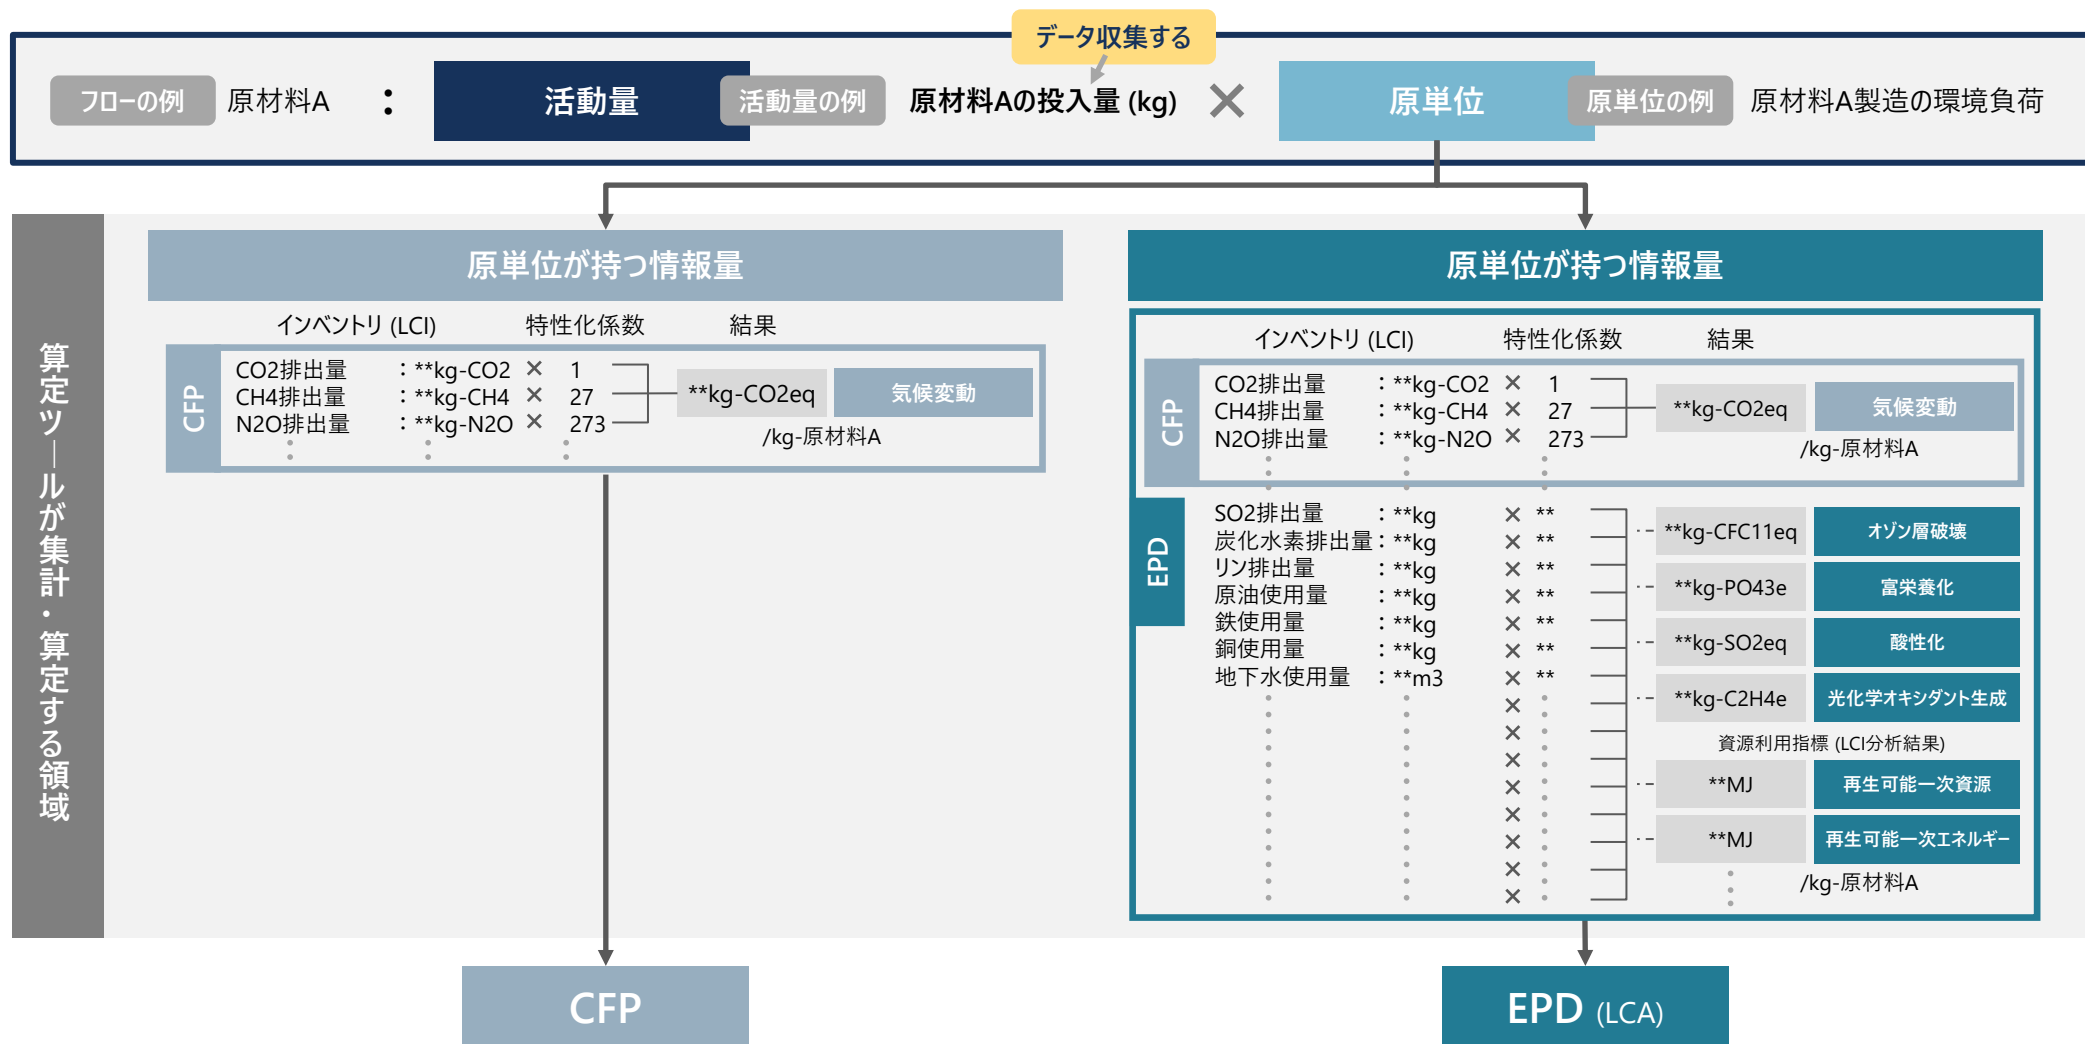 データ収集する
フローの例 原材料A : 活動量 活動量の例 原材料Aの投入量 (kg) × 原単位 原単位の例 原材料A製造の環境負荷
算定ツールが集計・算定する領域
原単位が持つ情報量
インベントリ (LCI) 特性化係数 結果
CFP
CO2排出量 : **kg-CO2 × 1
CH4排出量 : **kg-CH4 × 27
N2O排出量 : **kg-N2O × 273
**kg-CO2eq 気候変動
/kg-原材料A
CFP
原単位が持つ情報量
インベントリ (LCI) 特性化係数 結果
CFP
CO2排出量 : **kg-CO2 × 1
CH4排出量 : **kg-CH4 × 27
N2O排出量 : **kg-N2O × 273
**kg-CO2eq 気候変動
/kg-原材料A
EPD
SO2排出量 : **kg × **
炭化水素排出量 : **kg × **
リン排出量 : **kg × **
原油使用量 : **kg × **
鉄使用量 : **kg × **
銅使用量 : **kg × **
地下水使用量 : **m3 × **
×
×
×
×
×
×
×
×
**kg-CFC11eq オゾン層破壊
**kg-PO43e 富栄養化
**kg-SO2eq 酸性化
**kg-C2H4e 光化学オキシダント生成
資源利用指標 (LCI分析結果)
**MJ 再生可能一次資源
**MJ 再生可能一次エネルギー
/kg-原材料A
EPD (LCA)